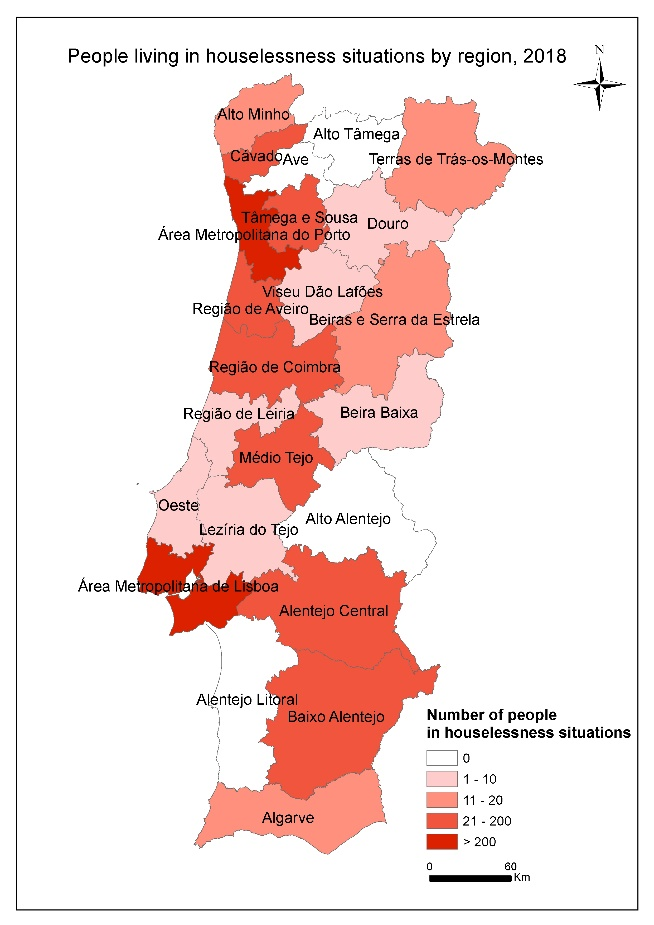 People living in houselessness situations by region, 2018
N
Alto Minho
Alto Tâmega
Cávado
Ave
Terras de Trás-os-Montes
Tâmega e Sousa
Douro
Área Metropolitana do Porto
Viseu Dão Lafões
Região de Aveiro
Beiras e Serra da Estrela
Região de Coimbra
Região de Leiria
Beira Baixa
Médio Tejo
Oeste
Alto Alentejo
Lezíria do Tejo
Área Metropolitana de Lisboa
Alentejo Central
Alentejo Litoral
Baixo Alentejo
Algarve
Number of people
in houselessness situations
0
1 - 10
11 - 20
21 - 200
> 200
0 60
Km